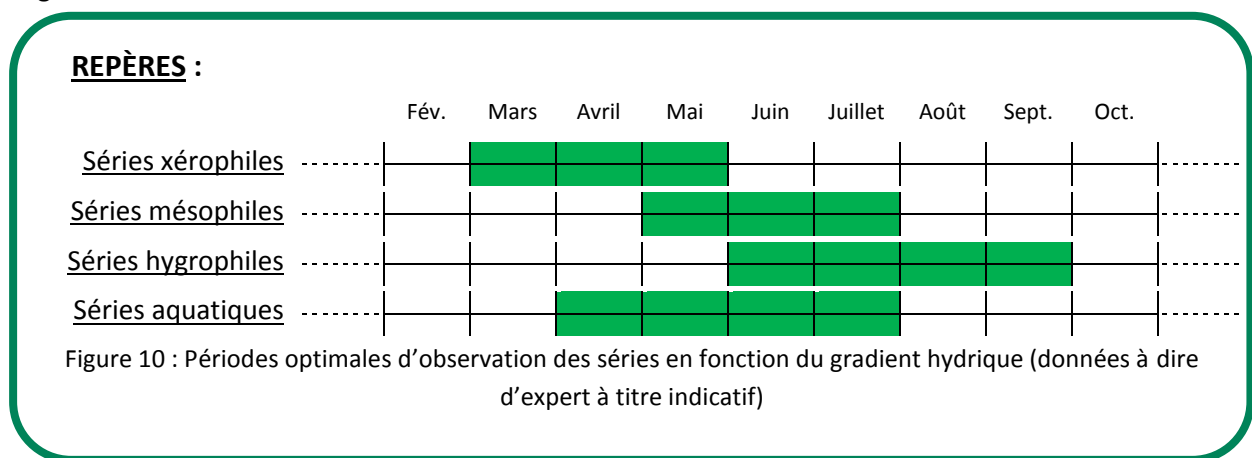 REPÈRES :
Fév. Mars Avril Mai Juin Juillet Août Sept. Oct.
Séries xérophiles
Séries mésophiles
Séries hygrophiles
Séries aquatiques
Figure 10 : Périodes optimales d’observation des séries en fonction du gradient hydrique (données à dire
d’expert à titre indicatif)